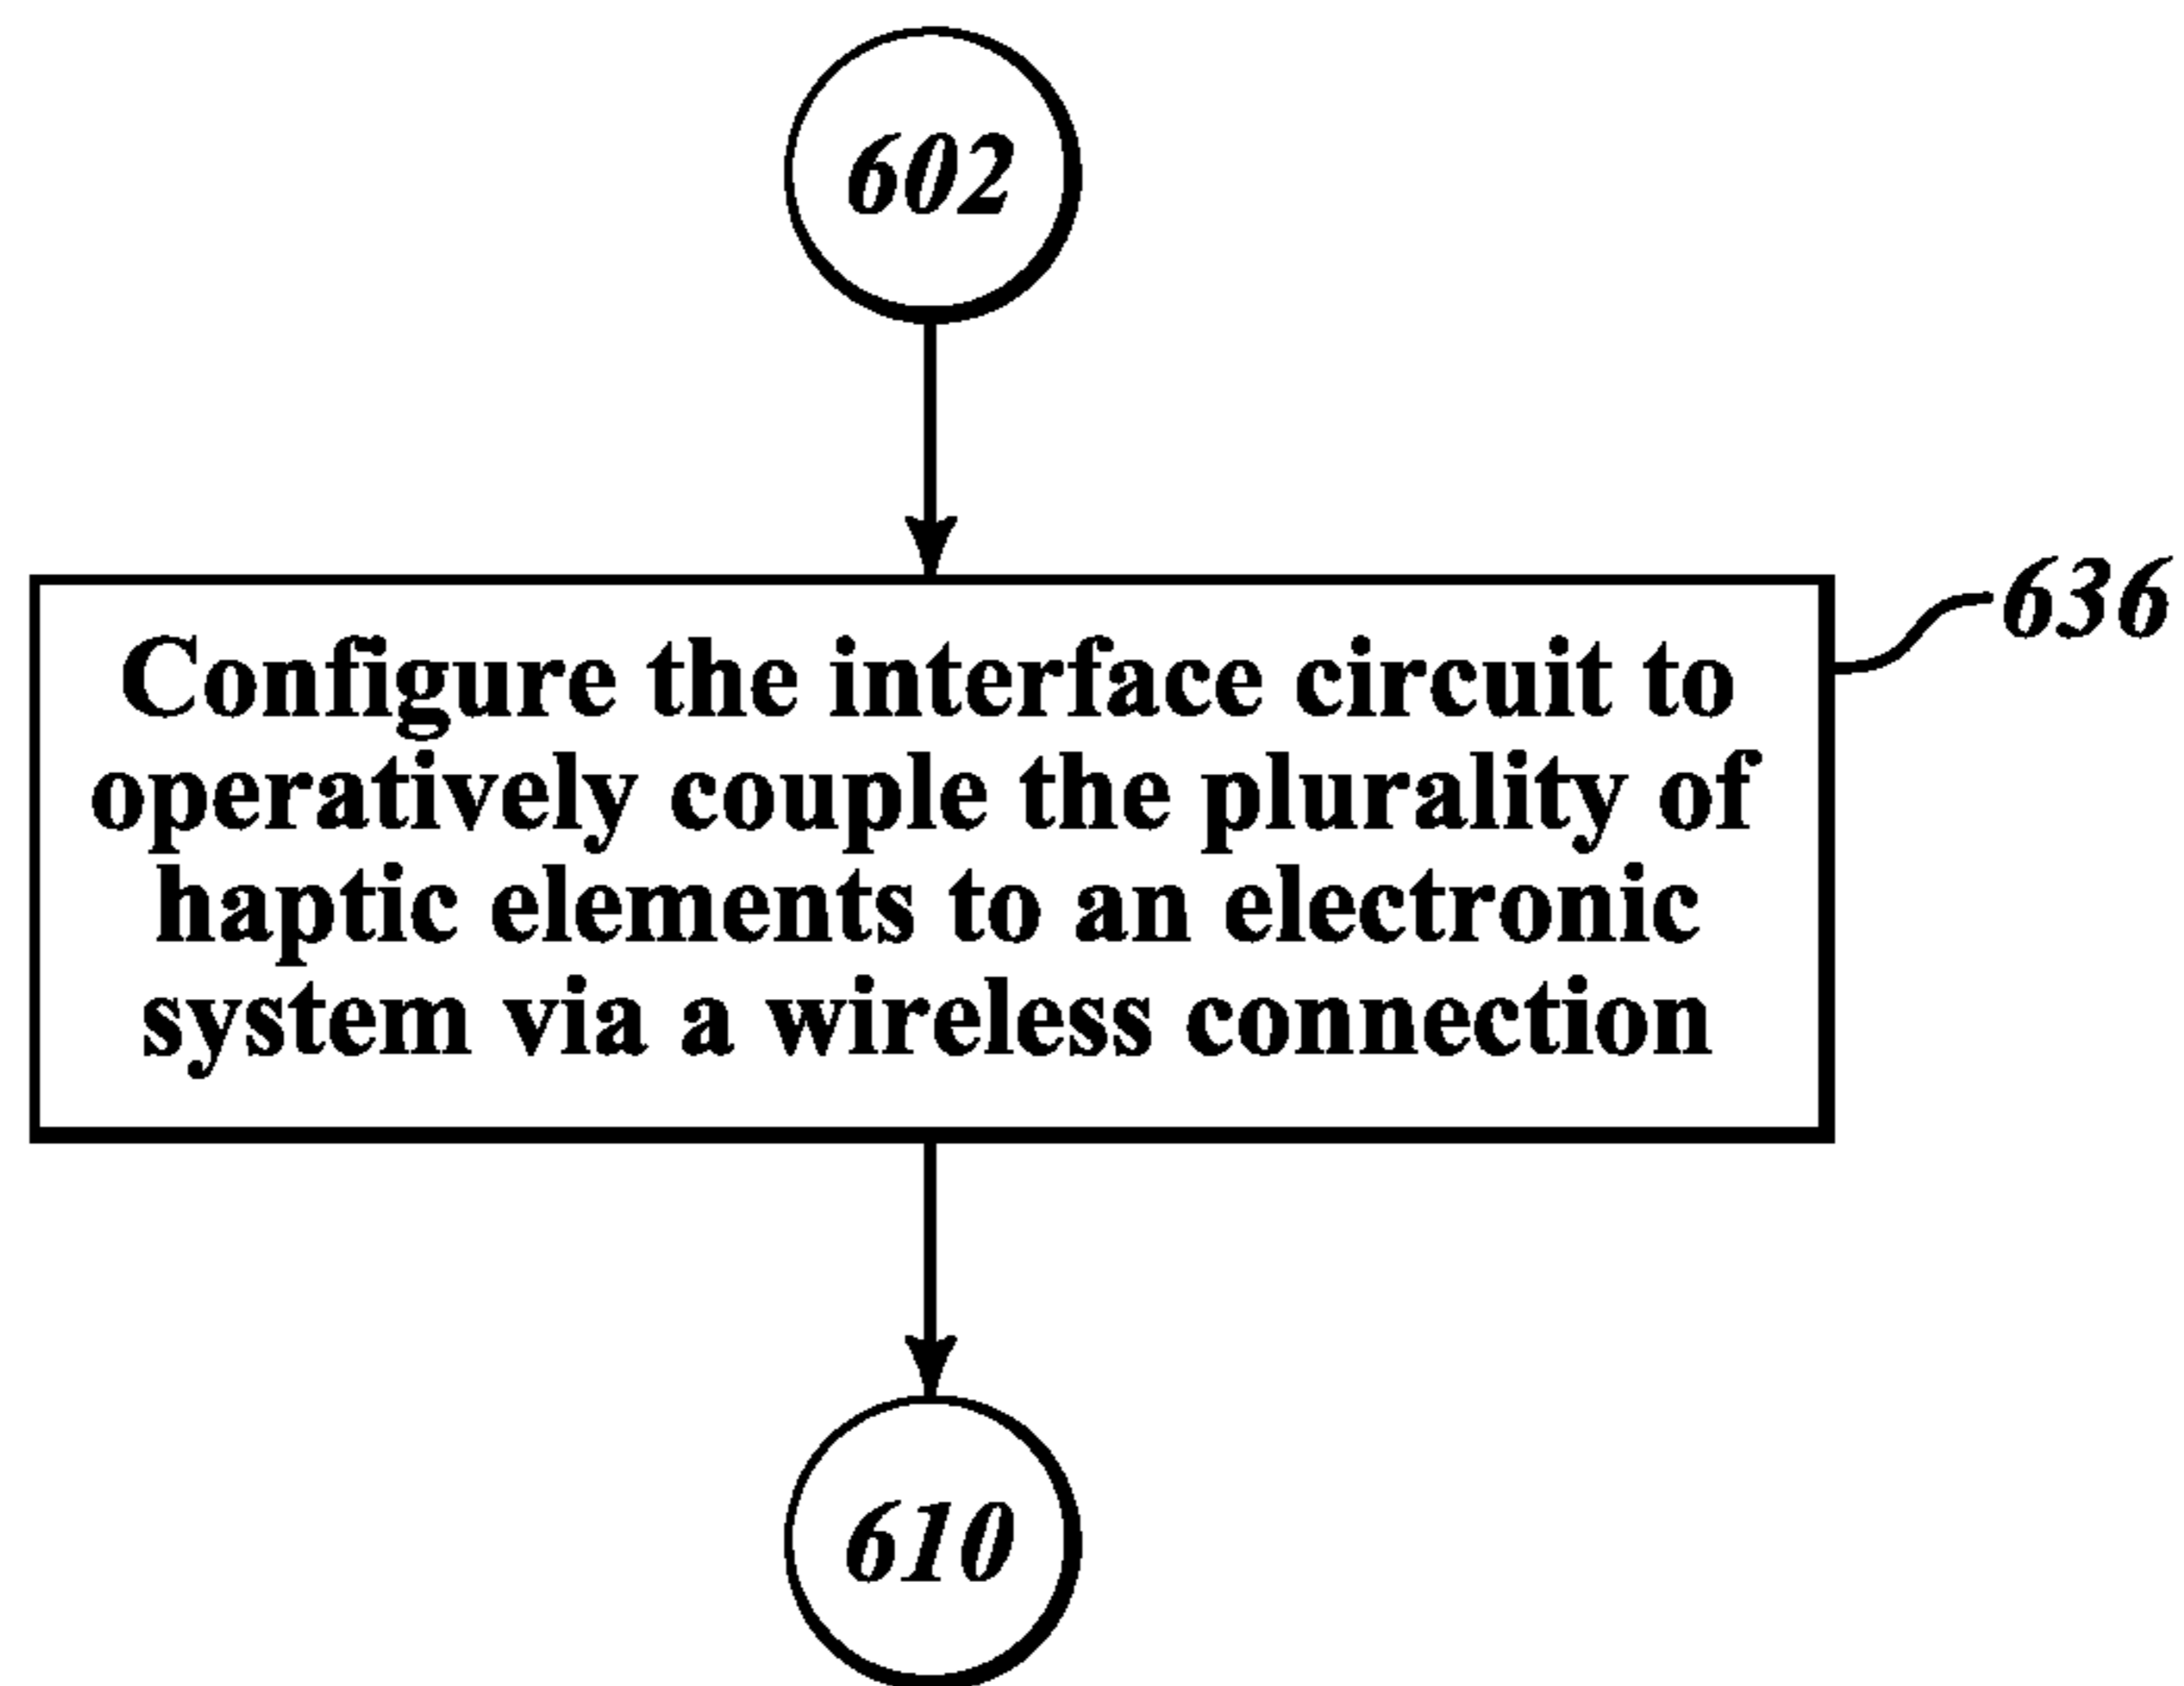 602
636
Configure the interface circuit to
operatively couple the plurality of
haptic elements to an electronic
system via a wireless connection
610